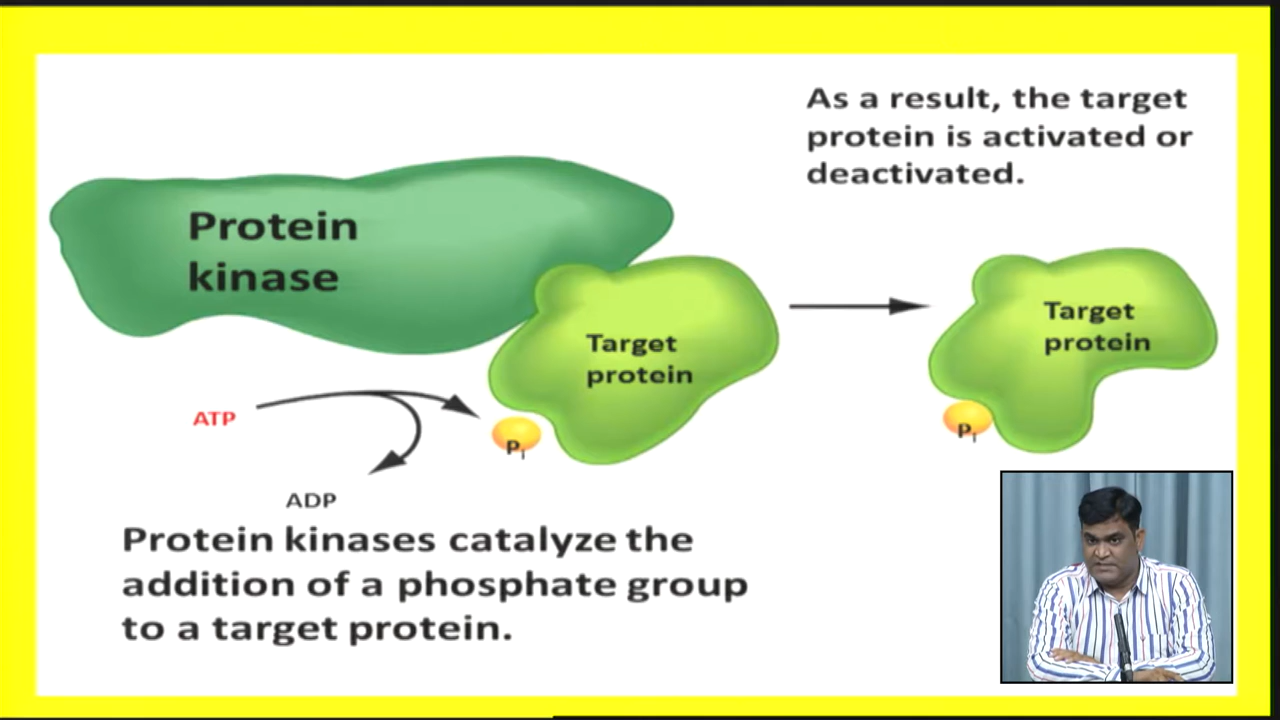 As a result, the target
protein is activated or
deactivated.
Protein
kinase
Target
protein
Target
protein
ATP
Pi
Pi
ADP
Protein kinases catalyze the
addition of a phosphate group
to a target protein.